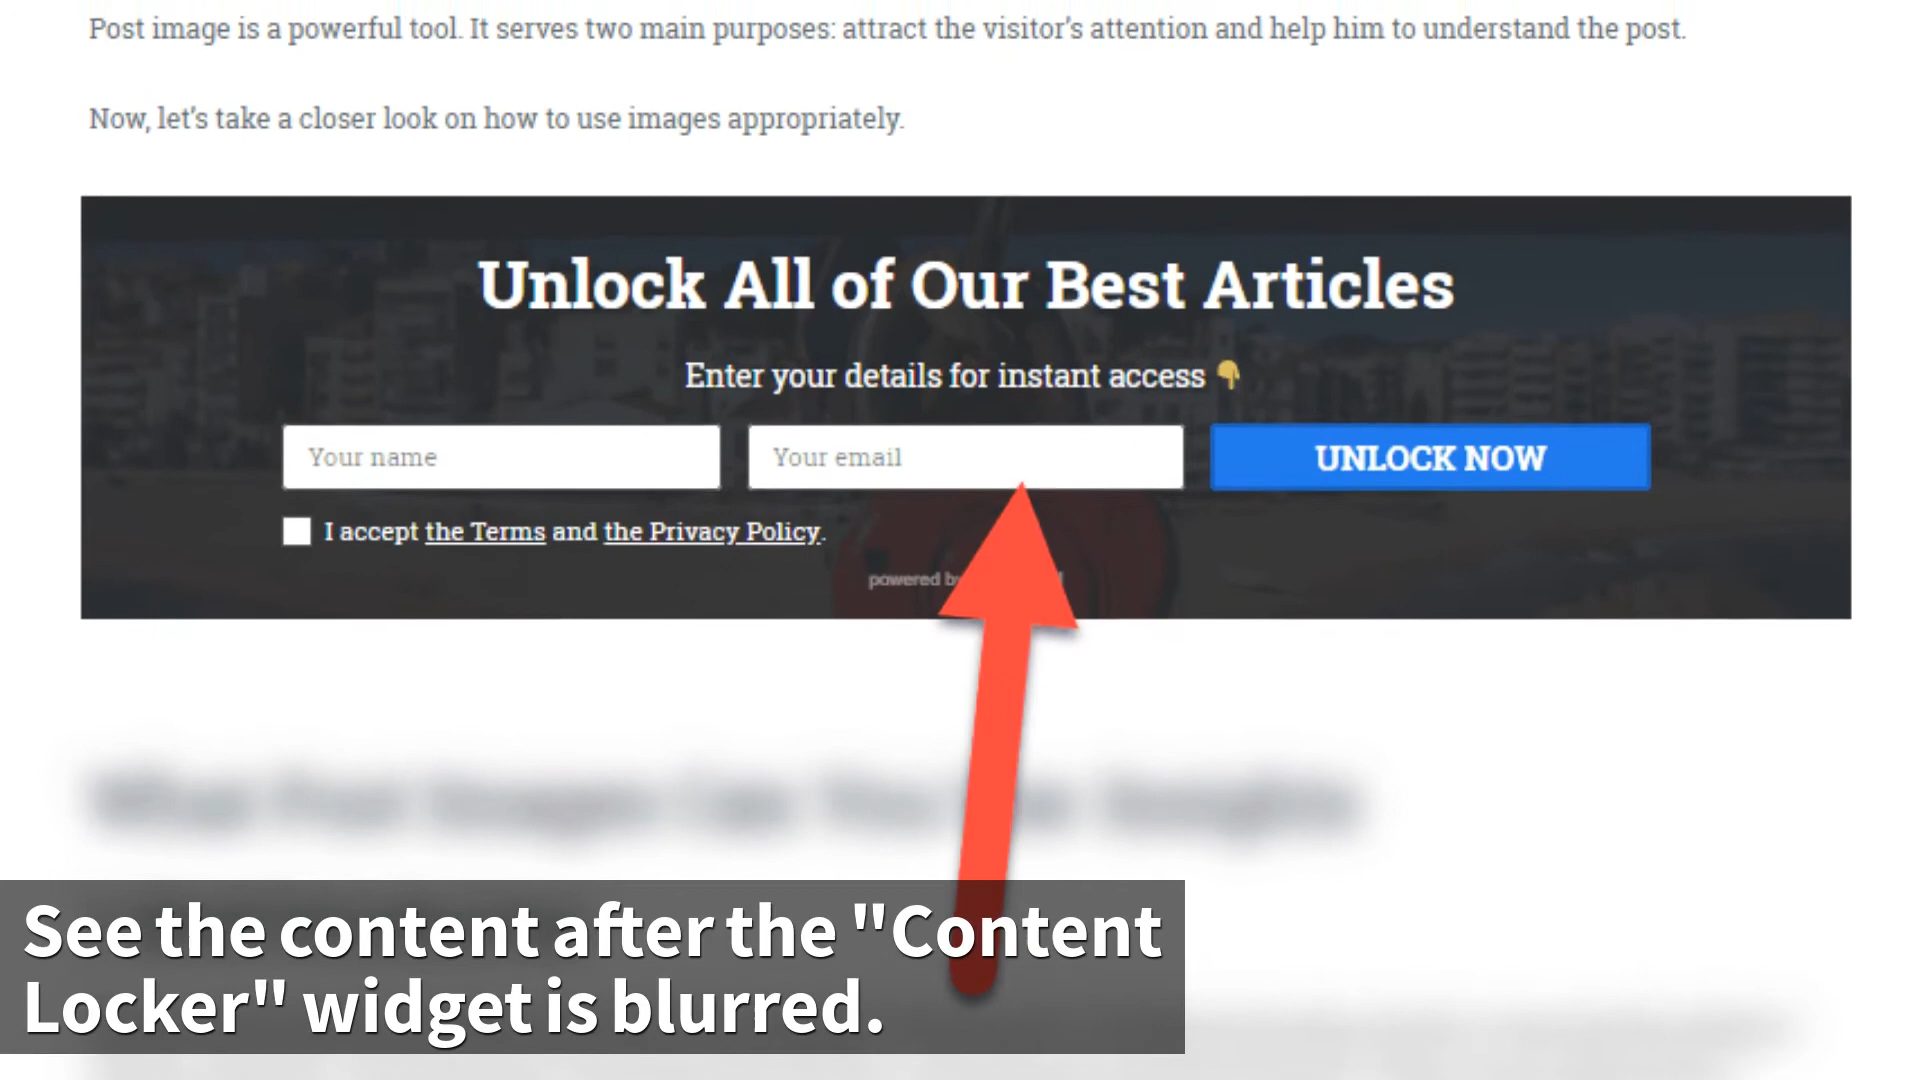 Post image is a powerful tool. It serves two main purposes: attract the visitor's attention and help him to understand the post.
Now, let's take a closer look on how to use images appropriately.
Unlock All of Our Best Articles
Enter your details for instant access 👇
Your name
Your email
UNLOCK NOW
I accept the Terms and the Privacy Policy.
powered by
See the content after the "Content
Locker" widget is blurred.